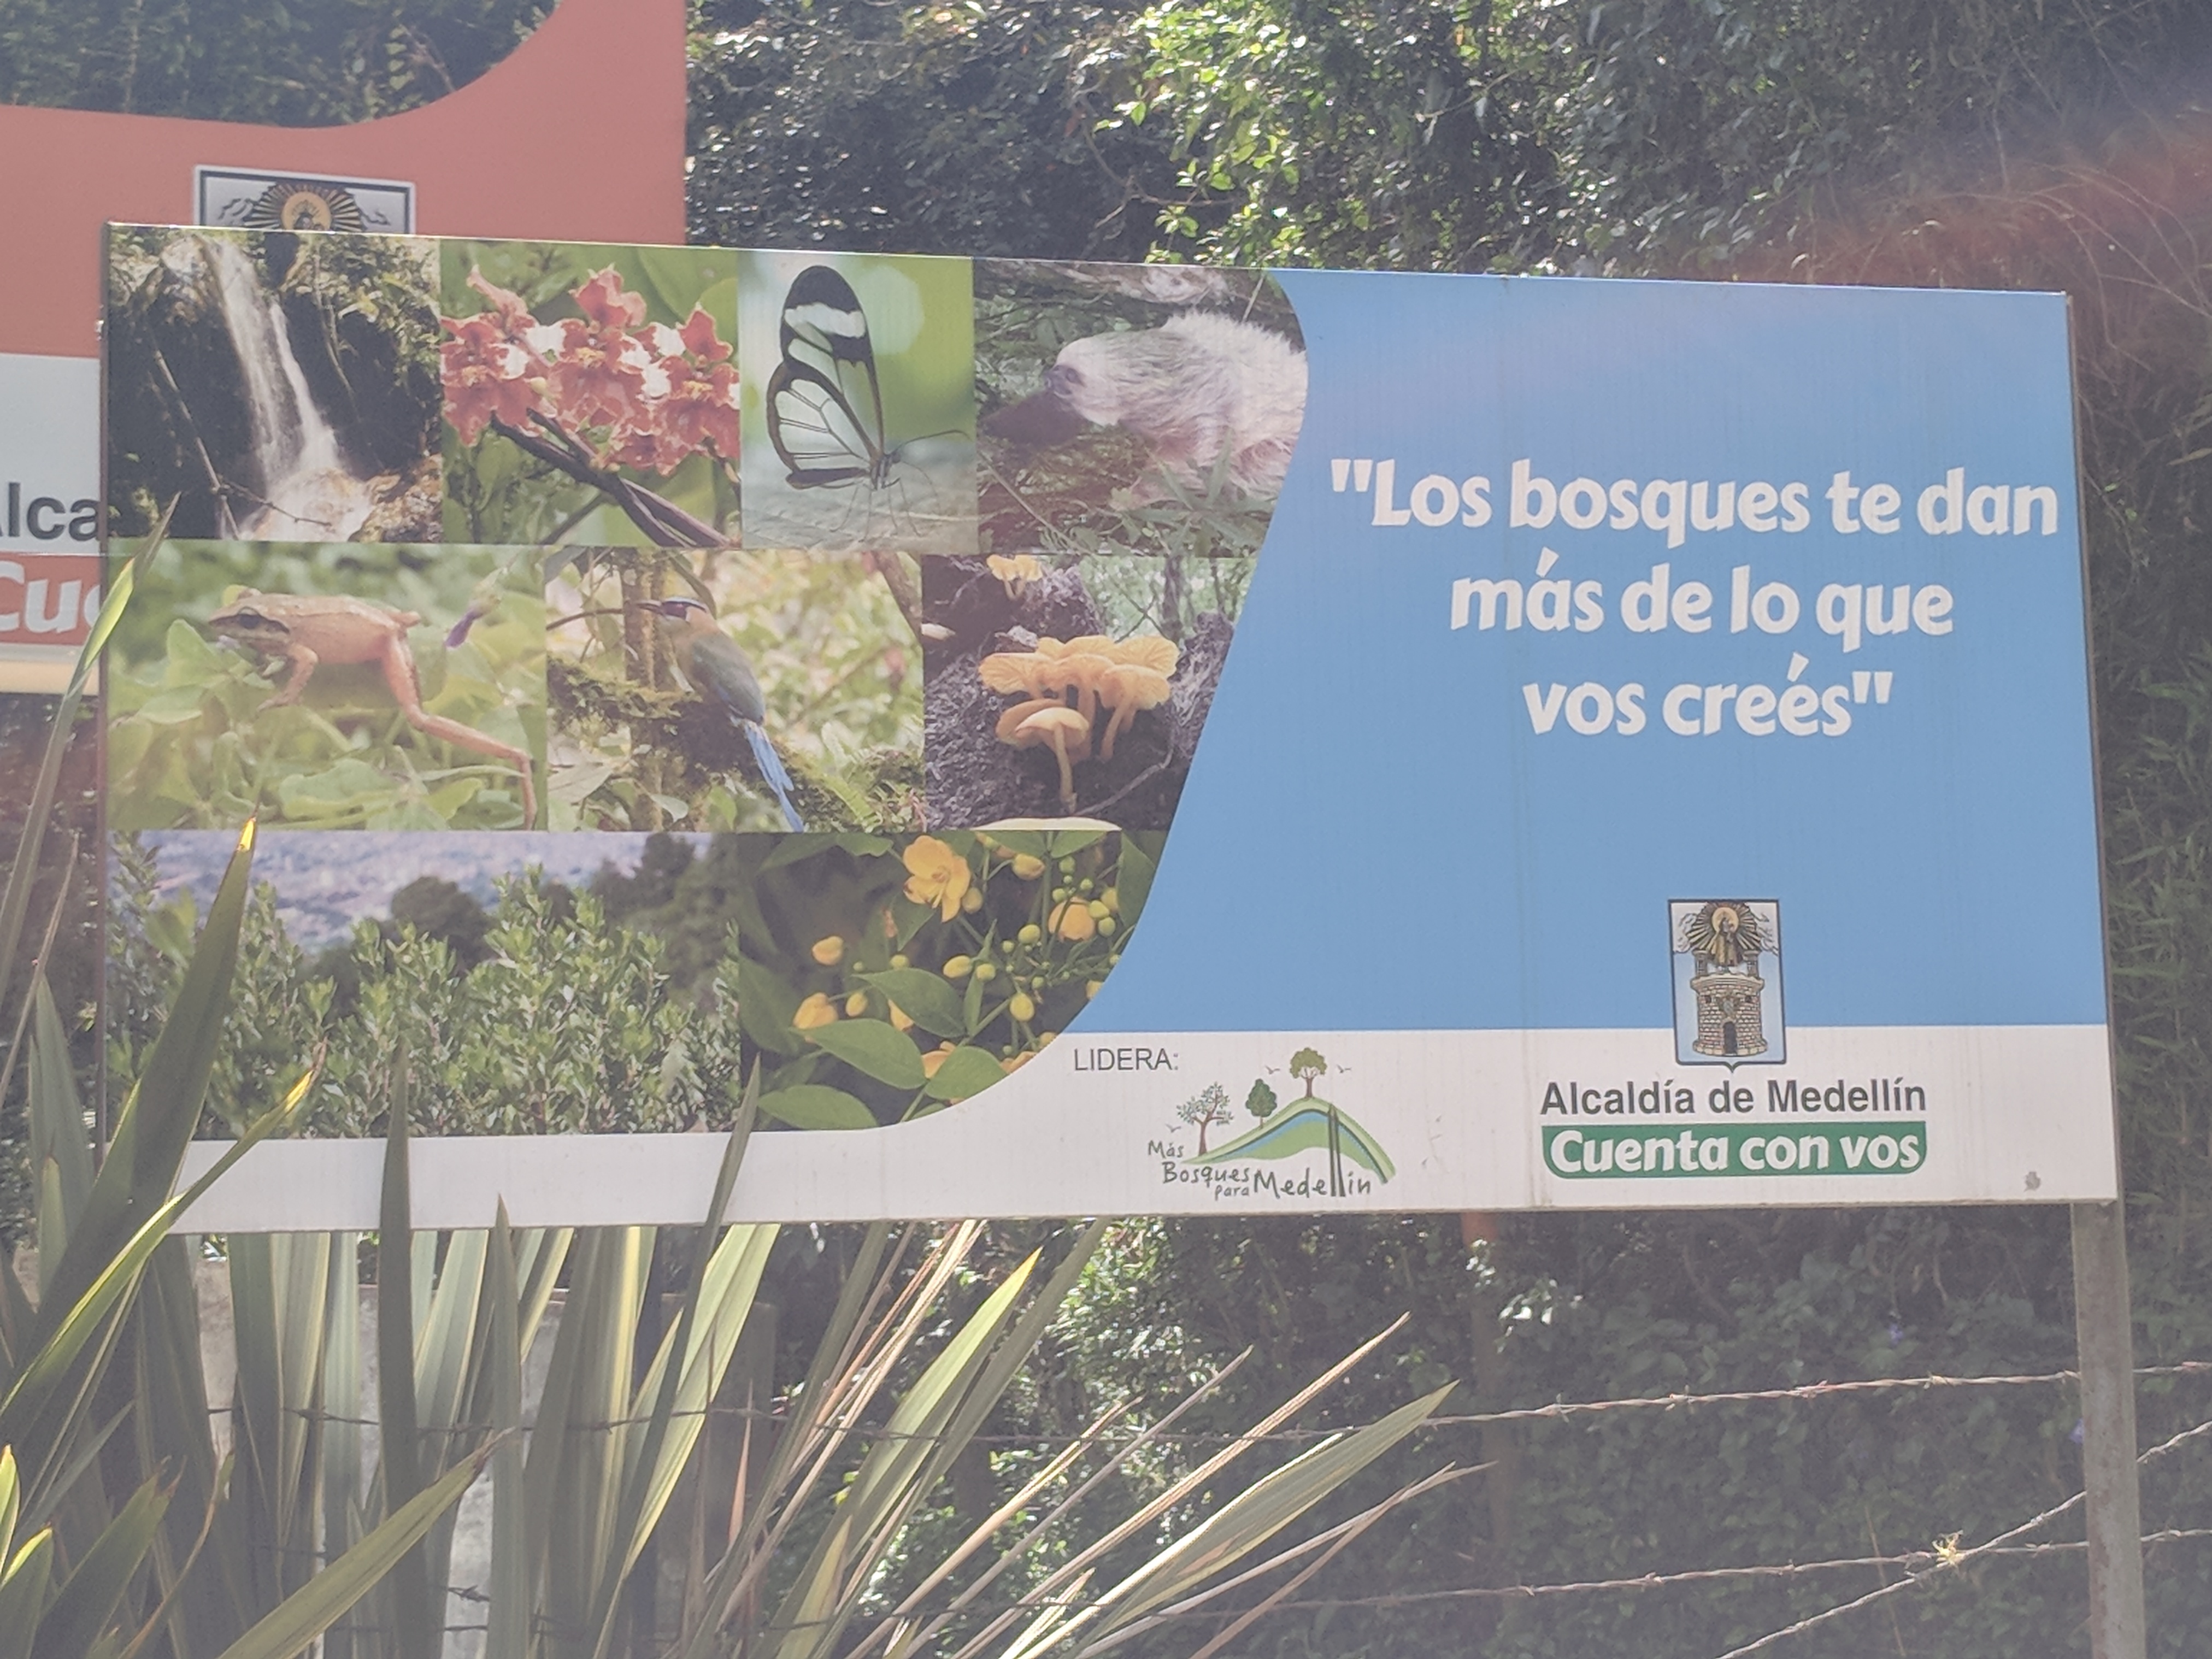 "Los bosques te dan
más de lo que
vos creés"
LIDERA:
Más
Bosques
para Medellín
Alcaldía de Medellín
Cuenta con vos